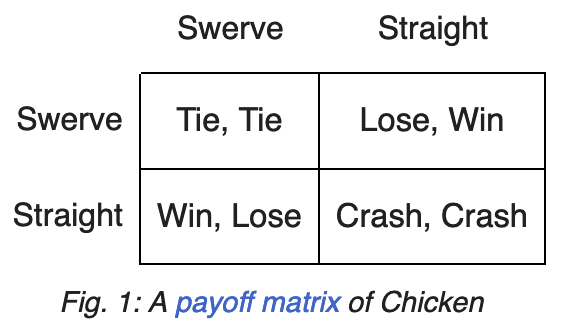 Swerve Straight
Swerve Tie, Tie Lose, Win
Straight Win, Lose Crash, Crash
Fig. 1: A payoff matrix of Chicken